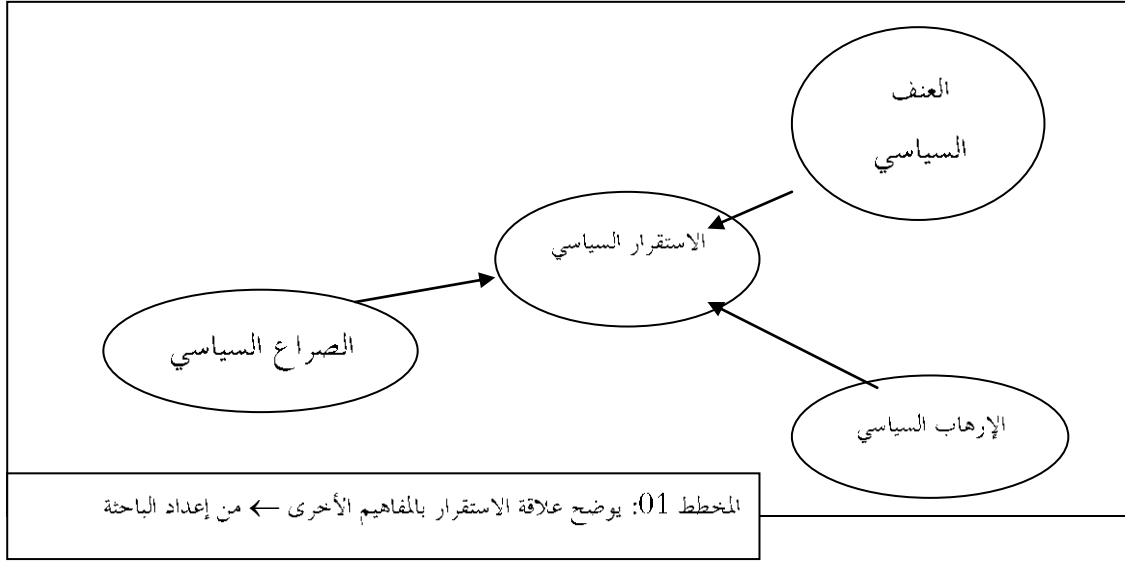 العنف
السياسي
الاستقرار السياسي
الصراع السياسي
الإرهاب السياسي
المخطط 01: يوضح علاقة الاستقرار بالمفاهيم الأخرى ← من إعداد الباحثة